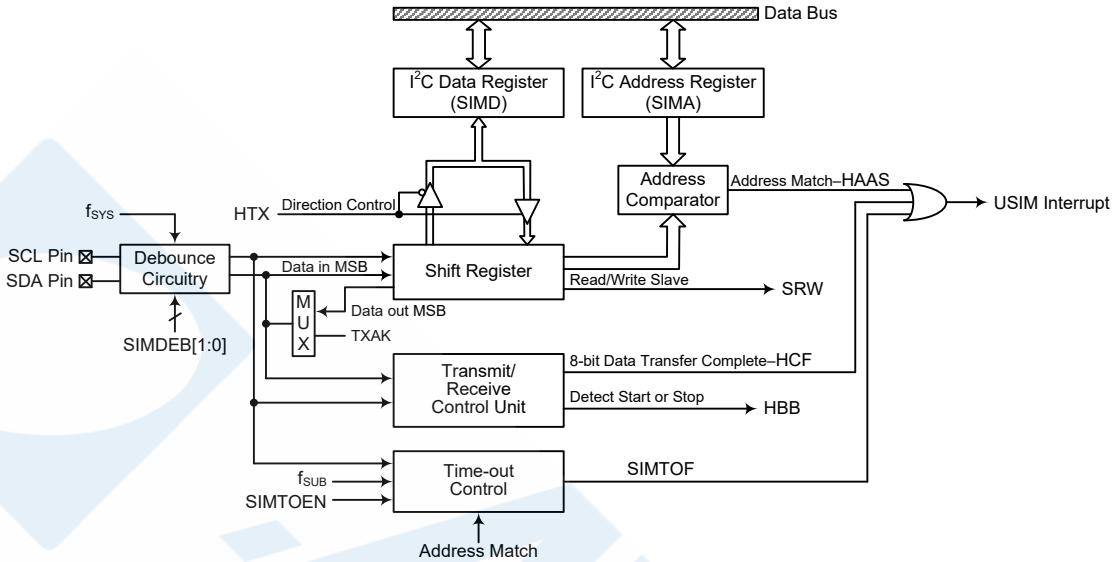 Data Bus
I²C Data Register
(SIMD)
I²C Address Register
(SIMA)
Address
Comparator
Address Match–HAAS
USIM Interrupt
HTX
Direction Control
fSYS
SCL Pin
SDA Pin
Debounce
Circuitry
SIMDEB[1:0]
Data in MSB
Shift Register
Read/Write Slave
SRW
M
U
X
Data out MSB
TXAK
Transmit/
Receive
Control Unit
8-bit Data Transfer Complete–HCF
Detect Start or Stop
HBB
fSUB
SIMTOEN
Time-out
Control
SIMTOF
Address Match